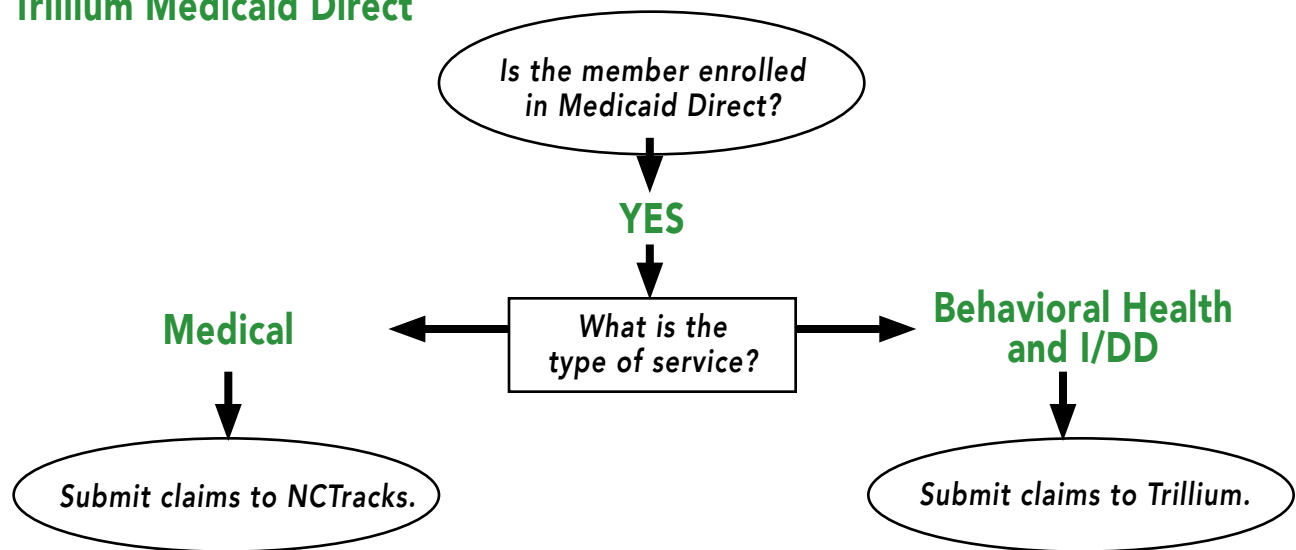 Trillium Medicaid Direct
Is the member enrolled
in Medicaid Direct?
YES
What is the
type of service?
Medical
Behavioral Health
and I/DD
Submit claims to NCTracks.
Submit claims to Trillium.